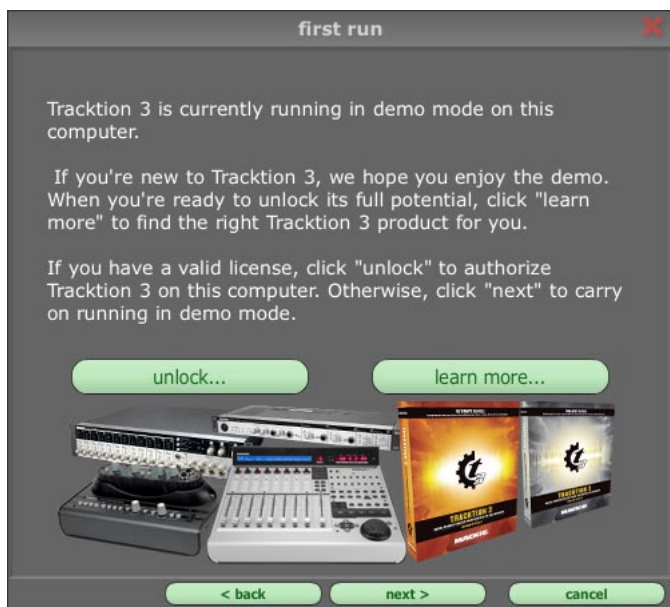 first run
Tracktion 3 is currently running in demo mode on this
computer.
If you're new to Tracktion 3, we hope you enjoy the demo.
When you're ready to unlock its full potential, click "learn
more" to find the right Tracktion 3 product for you.
If you have a valid license, click "unlock" to authorize
Tracktion 3 on this computer. Otherwise, click "next" to carry
on running in demo mode.
unlock...
learn more...
TRACKTION 3
MACKIE
TRACKTION 3
MACKIE
< back
next >
cancel